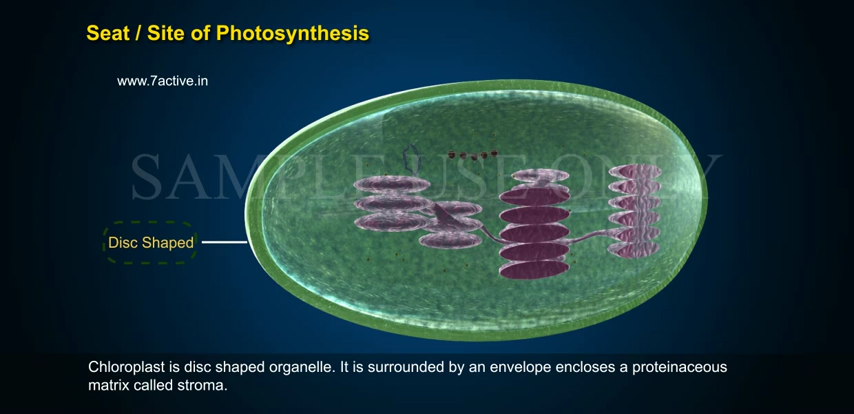 Seat / Site of Photosynthesis
www.7active.in
SAMPLE USE ONLY
Disc Shaped
Chloroplast is disc shaped organelle. It is surrounded by an envelope encloses a proteinaceous
matrix called stroma.